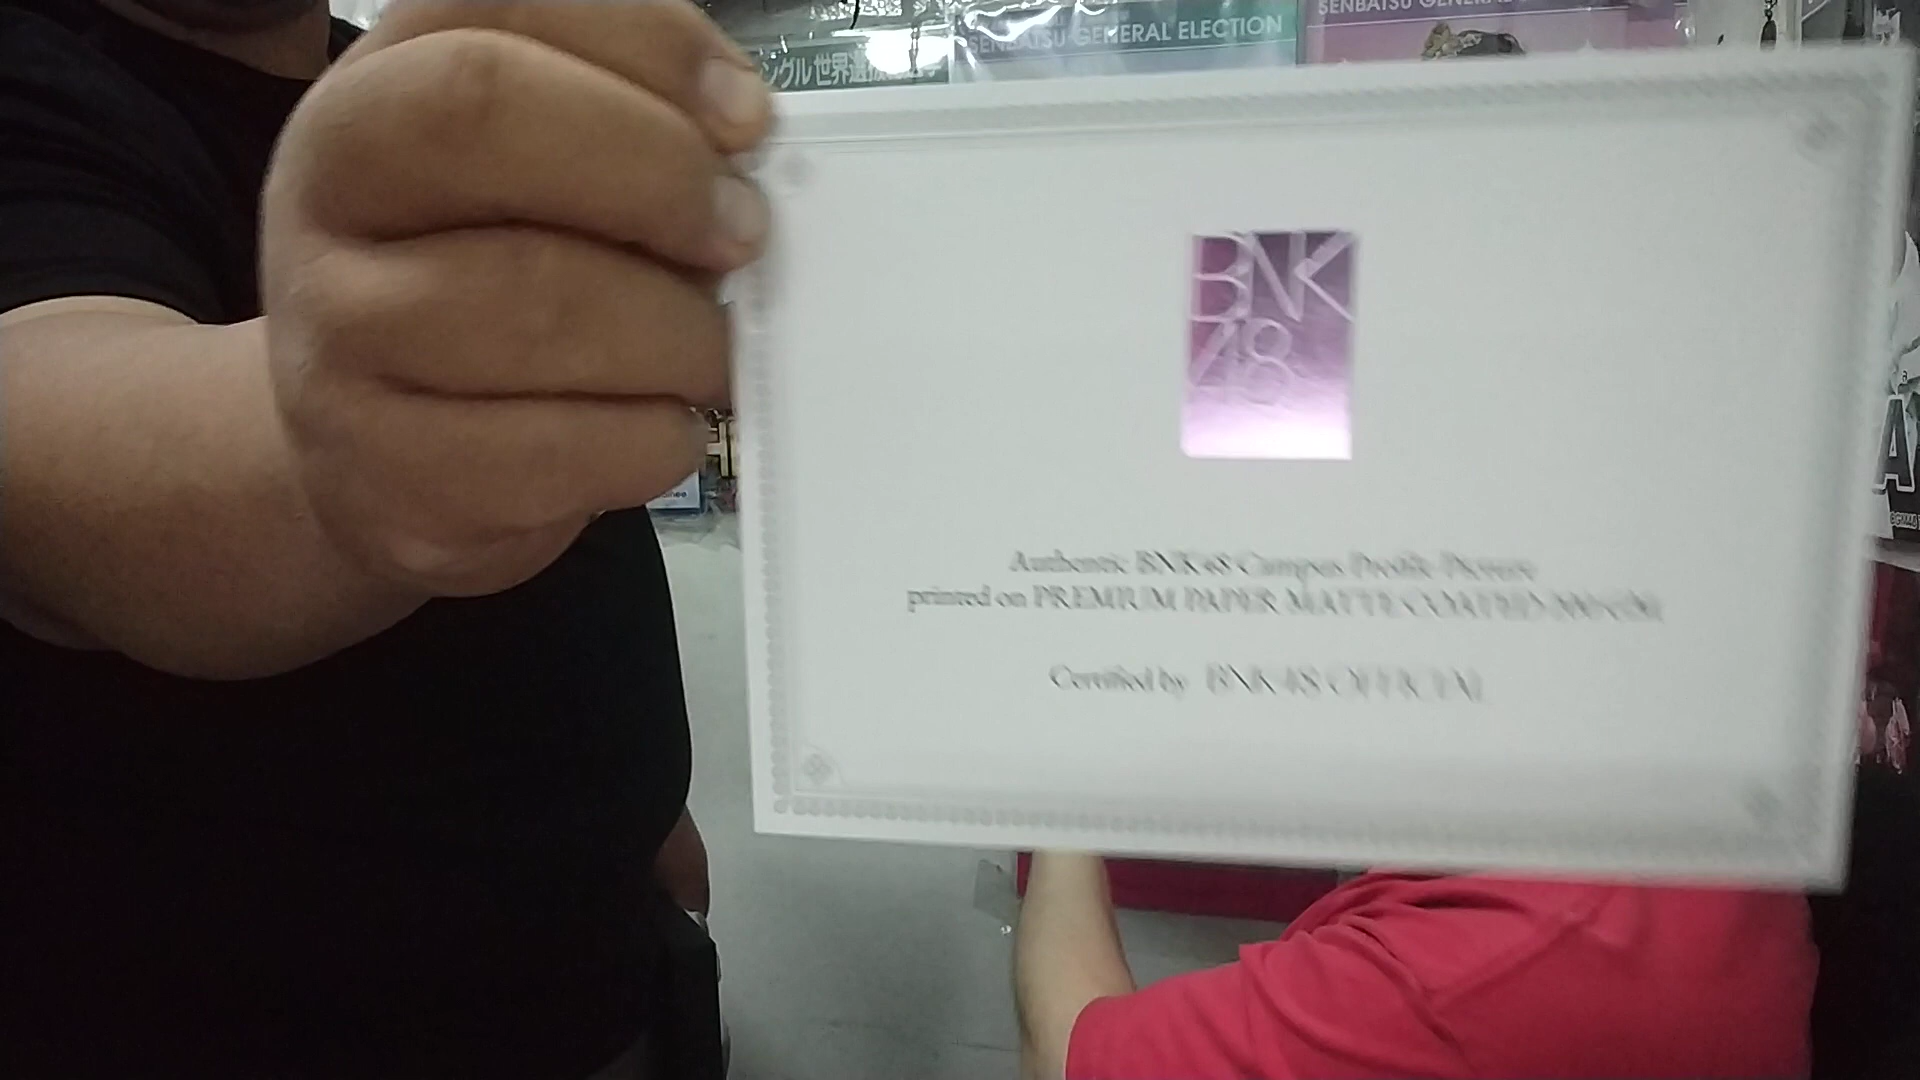 ングル 世界選抜
SENBATSU GENERAL ELECTION
SENBATSU GENERAL
BNK
48
Authentic BNK48 Campus Profile Picture
printed on PREMIUM PAPER MATTE COATED
Certified by BNK48 OFFICIAL
A